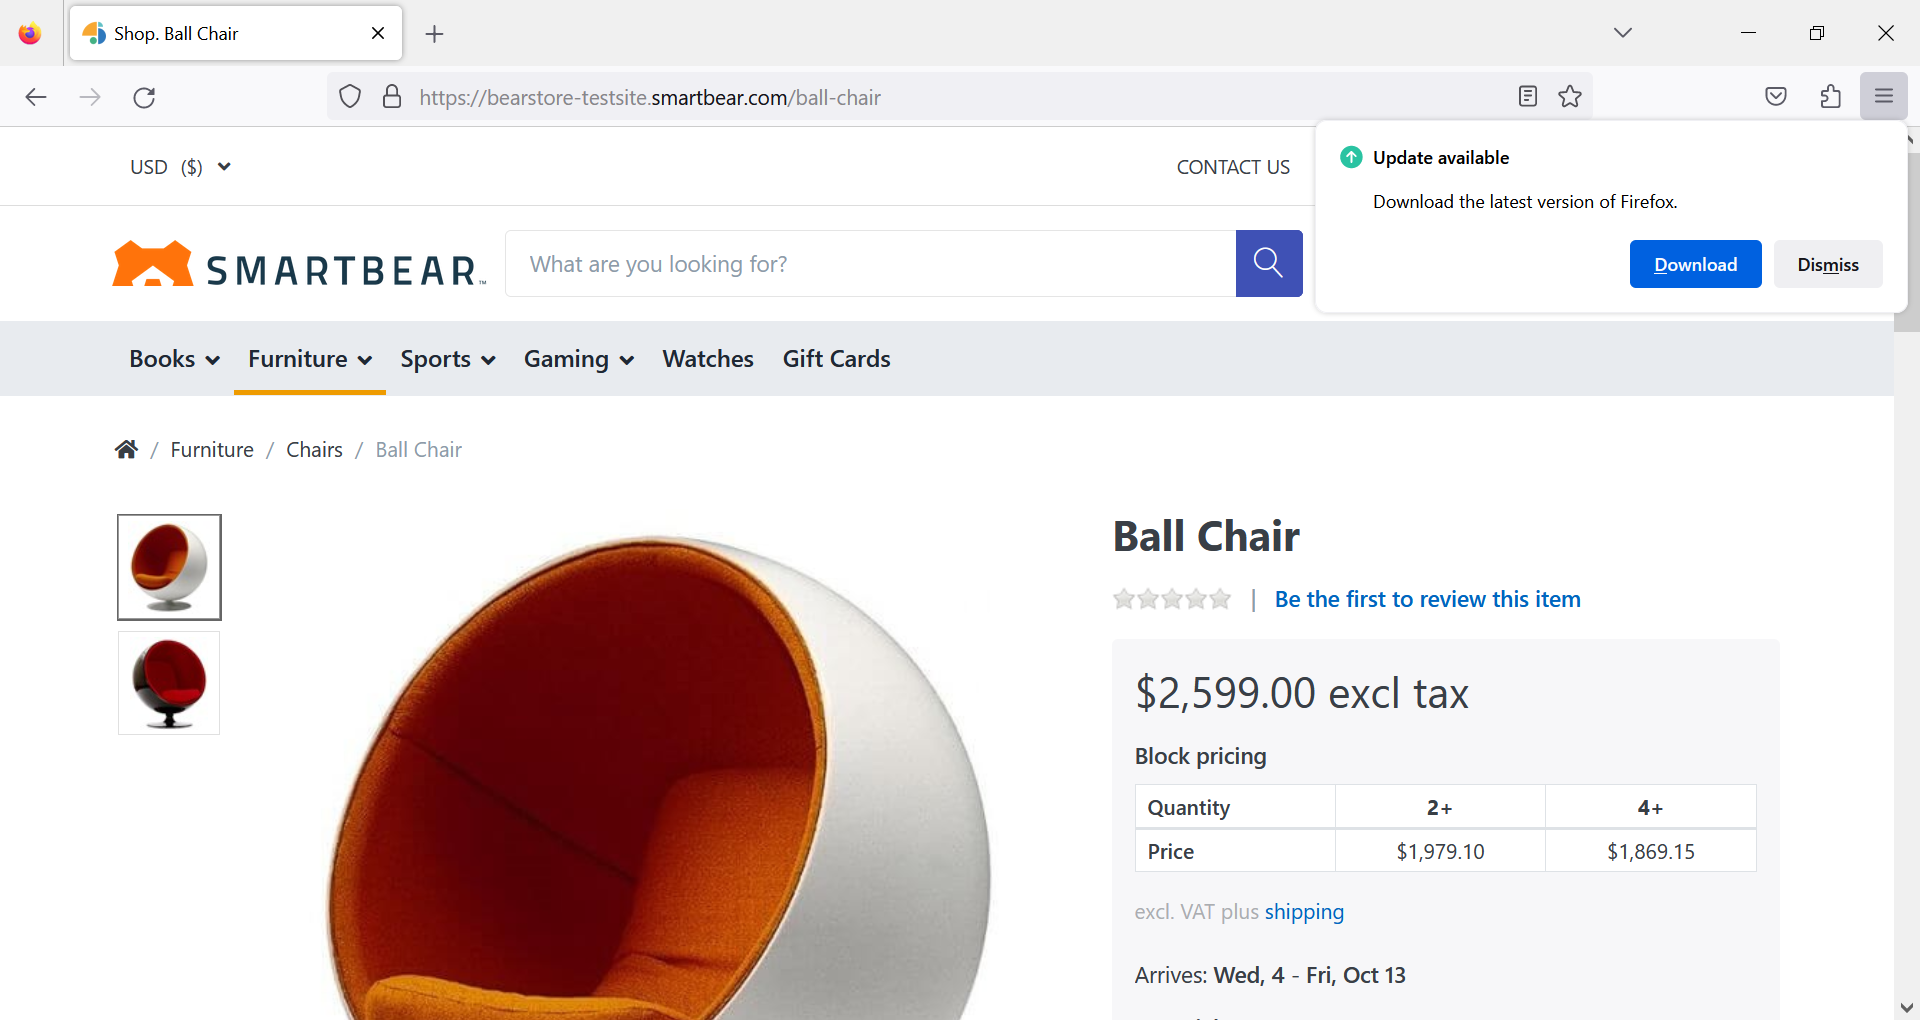 Shop. Ball Chair
https://bearstore-testsite.smartbear.com/ball-chair
Update available
Download the latest version of Firefox.
Download
Dismiss
USD ($)
CONTACT US
SMARTBEAR™
What are you looking for?
Books
Furniture
Sports
Gaming
Watches
Gift Cards
/ Furniture / Chairs / Ball Chair
Ball Chair
| Be the first to review this item
$2,599.00 excl tax
Block pricing
Quantity 2+ 4+
Price $1,979.10 $1,869.15
excl. VAT plus shipping
Arrives: Wed, 4 - Fri, Oct 13